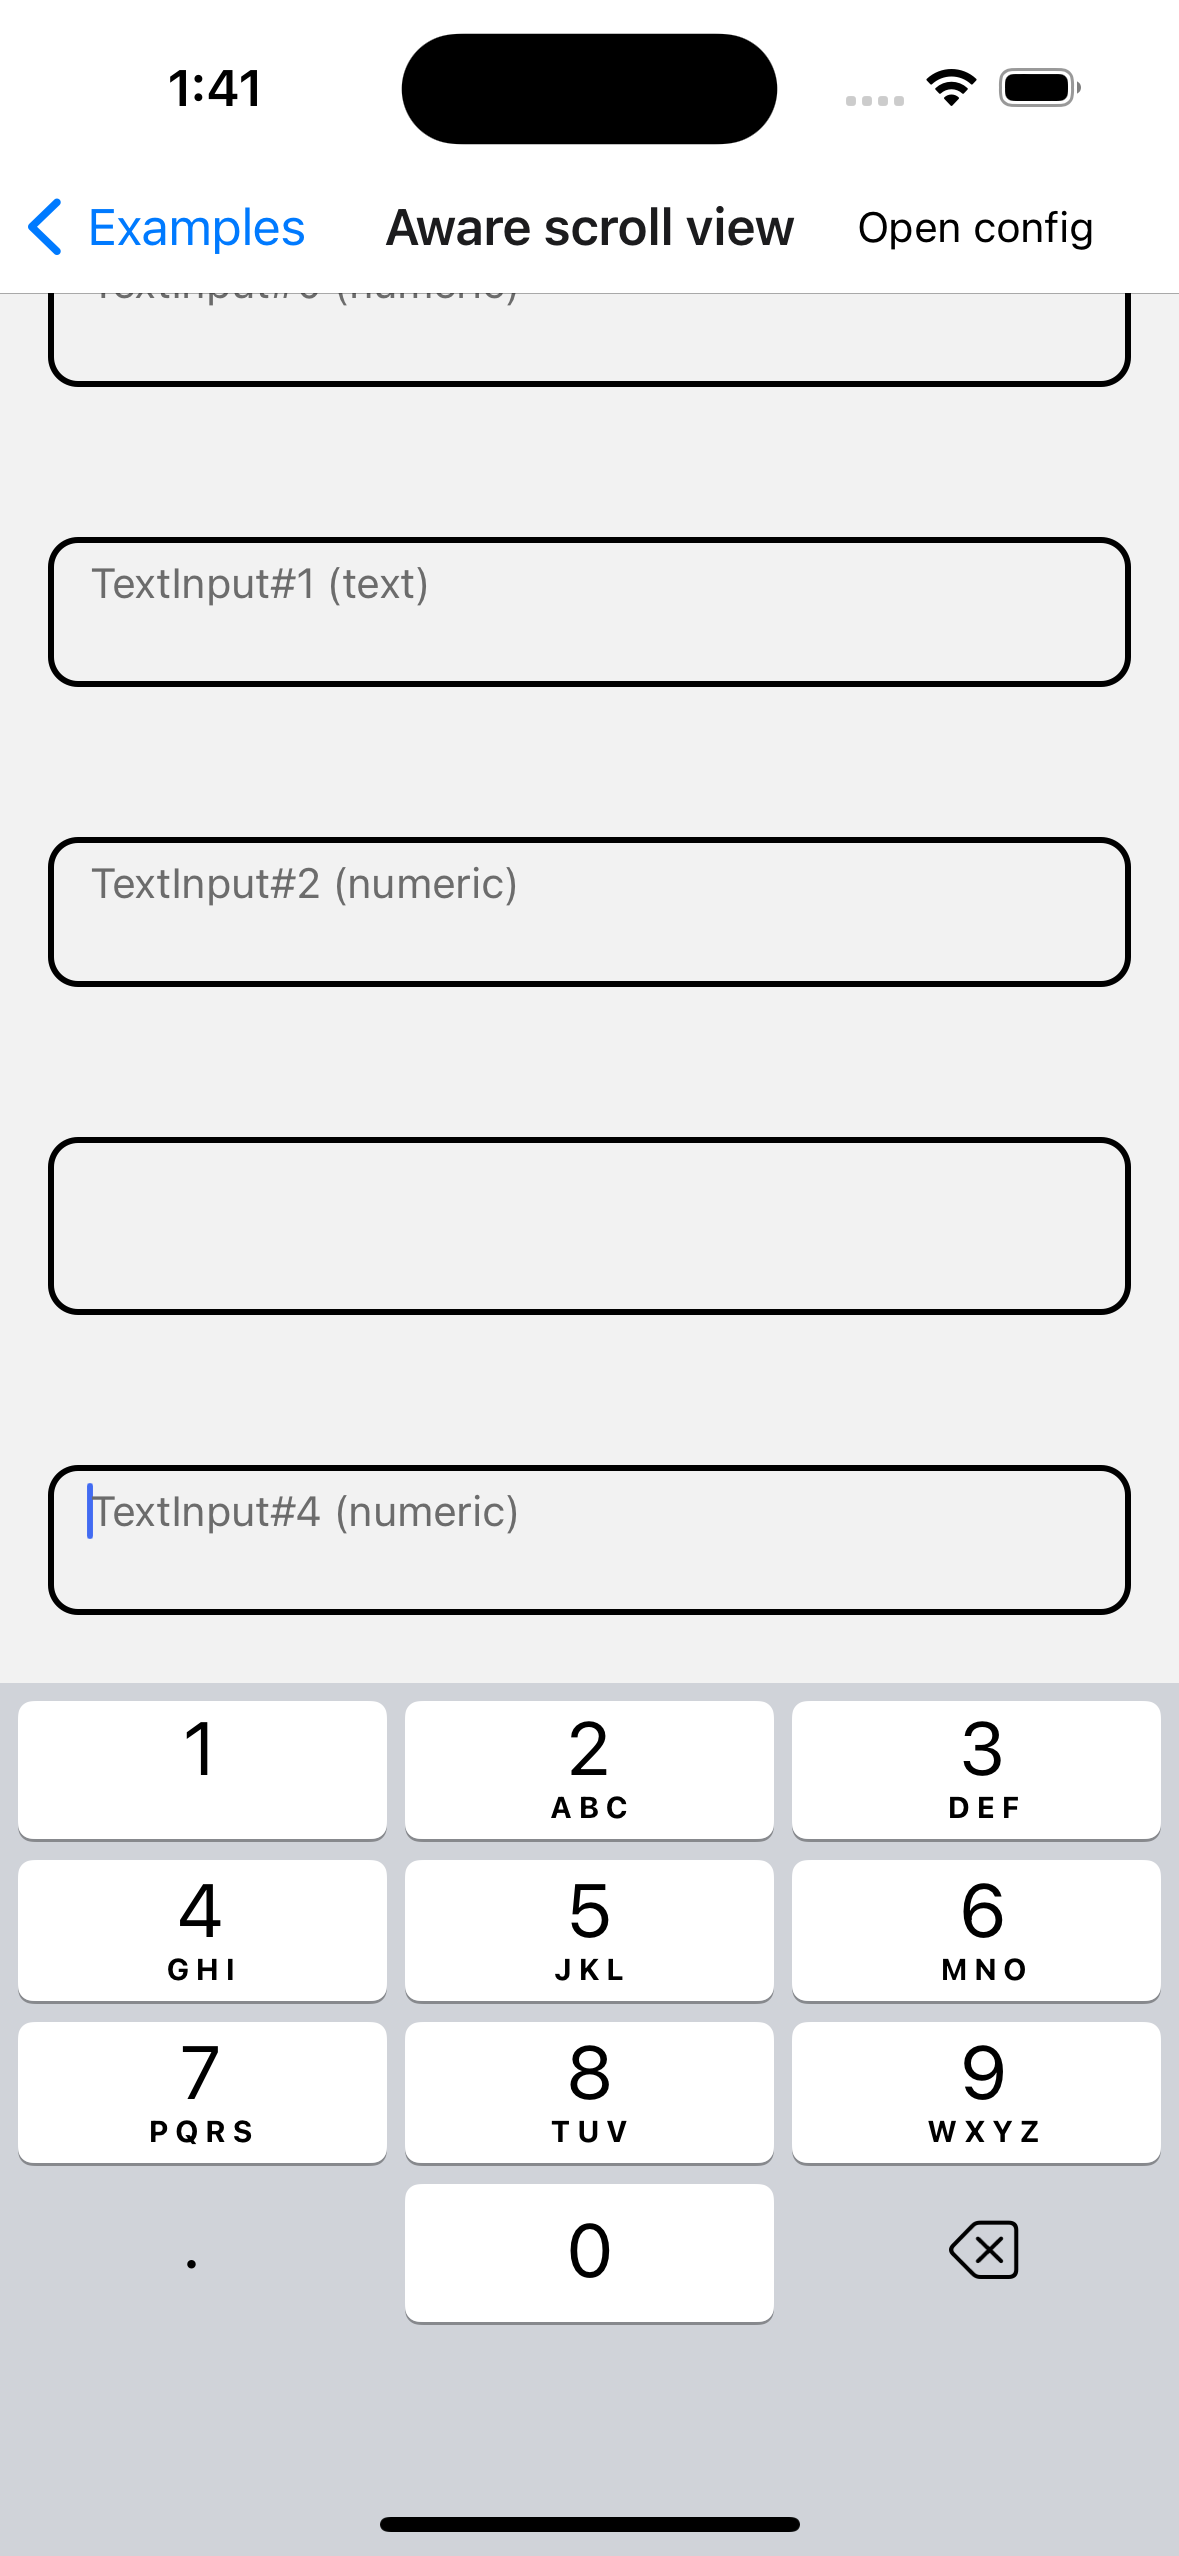 1:41
Examples
Aware scroll view
Open config
(numeric)
TextInput#1 (text)
TextInput#2 (numeric)
TextInput#4 (numeric)
1
2
ABC
3
DEF
4
GHI
5
JKL
6
MNO
7
PQRS
8
TUV
9
WXYZ
.
0